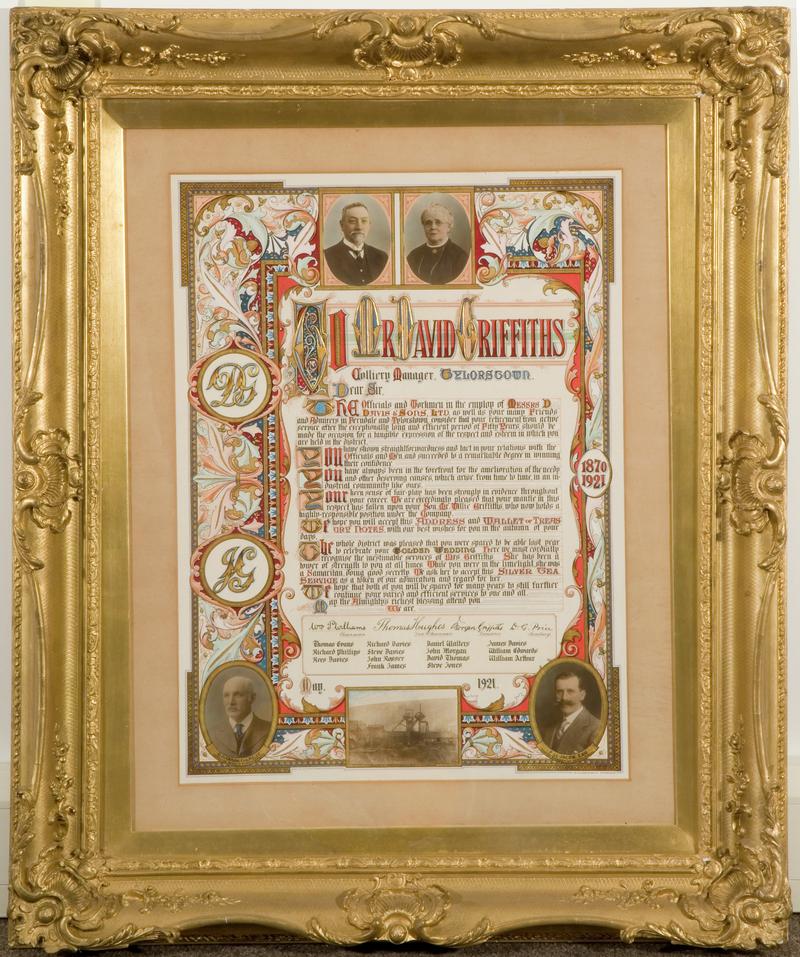 To Mr David Griffiths
Colliery Manager, Tylorstown.
Dear Sir,
The Officials and Workmen in the employ of Messrs D.
Davis & Sons, Ltd, as well as your many Friends
and Admirers in Ferndale and Tylorstown, consider that your retirement from active
service after the exceptionally long and efficient period of Fifty Years, should be
made the occasion for a tangible expression of the respect and esteem in which you
are held in the district.
You have shown straightforwardness and tact in your relations with the
Officials and Men and succeeded to a remarkable degree in winning
their confidence.
You have always been in the forefront for the amelioration of the needy
and other deserving causes, which arise from time to time, in an in-
dustrial community like ours.
Your keen sense of fair-play has been strongly in evidence throughout
your career. We are exceedingly pleased that your mantle in this
respect has fallen upon your Son, Mr. Willie Griffiths, who now holds a
highly-responsible position under the Company.
We hope you will accept this Address and Wallet of Treas-
ury Notes, with our best wishes for you in the autumn of your
days.
The whole district was pleased that you were spared to be able last year
to celebrate your "Golden Wedding". Here we must cordially
recognise the inestimable services of Mrs Griffiths. She has been a
tower of strength to you at all times. While you were in the limelight, she was
a Samaritan, doing good secretly. We ask her to accept this Silver Tea
Service as a token of our admiration and regard for her.
We hope that both of you will be spared for many years to still further
continue your varied and efficient services to one and all.
May the Almighty's richest blessing attend you.
We are,
DG
1870
1921
JG
Wm P Williams Thomas Hughes Morgan Griffiths D. G. Price
Chairman Vice Chairman Treasurer Secretary
Thomas Evans Richard Davies Daniel Walters James Davies
Richard Phillips Steve Davies John Morgan William Edwards
Rees Davies John Rosser David Thomas William Arthur
Frank James Steve Jones
May, 1921.